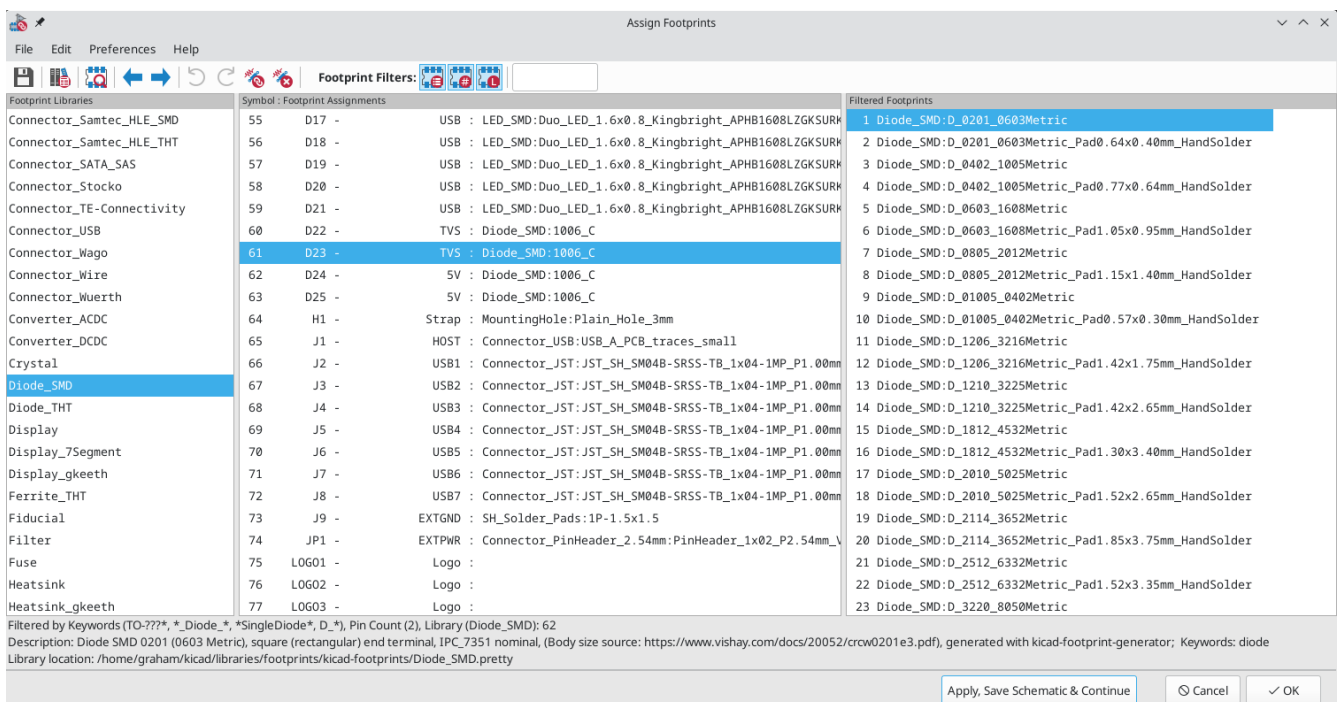 Assign Footprints
File Edit Preferences Help
Footprint Filters:
Footprint Libraries
Connector_Samtec_HLE_SMD
Connector_Samtec_HLE_THT
Connector_SATA_SAS
Connector_Stocko
Connector_TE-Connectivity
Connector_USB
Connector_Wago
Connector_Wire
Connector_Wuerth
Converter_ACDC
Converter_DCDC
Crystal
Diode_SMD
Diode_THT
Display
Display_7Segment
Display_gkeeth
Ferrite_THT
Fiducial
Filter
Fuse
Heatsink
Heatsink_gkeeth
Symbol : Footprint Assignments
55 D17 - USB : LED_SMD:Duo_LED_1.6x0.8_Kingbright_APHB1608LZGKSURK
56 D18 - USB : LED_SMD:Duo_LED_1.6x0.8_Kingbright_APHB1608LZGKSURK
57 D19 - USB : LED_SMD:Duo_LED_1.6x0.8_Kingbright_APHB1608LZGKSURK
58 D20 - USB : LED_SMD:Duo_LED_1.6x0.8_Kingbright_APHB1608LZGKSURK
59 D21 - USB : LED_SMD:Duo_LED_1.6x0.8_Kingbright_APHB1608LZGKSURK
60 D22 - TVS : Diode_SMD:1006_C
61 D23 - TVS : Diode_SMD:1006_C
62 D24 - 5V : Diode_SMD:1006_C
63 D25 - 5V : Diode_SMD:1006_C
64 H1 - Strap : MountingHole:Plain_Hole_3mm
65 J1 - HOST : Connector_USB:USB_A_PCB_traces_small
66 J2 - USB1 : Connector_JST:JST_SH_SM04B-SRSS-TB_1x04-1MP_P1.00mm
67 J3 - USB2 : Connector_JST:JST_SH_SM04B-SRSS-TB_1x04-1MP_P1.00mm
68 J4 - USB3 : Connector_JST:JST_SH_SM04B-SRSS-TB_1x04-1MP_P1.00mm
69 J5 - USB4 : Connector_JST:JST_SH_SM04B-SRSS-TB_1x04-1MP_P1.00mm
70 J6 - USB5 : Connector_JST:JST_SH_SM04B-SRSS-TB_1x04-1MP_P1.00mm
71 J7 - USB6 : Connector_JST:JST_SH_SM04B-SRSS-TB_1x04-1MP_P1.00mm
72 J8 - USB7 : Connector_JST:JST_SH_SM04B-SRSS-TB_1x04-1MP_P1.00mm
73 J9 - EXTGND : SH_Solder_Pads:1P-1.5x1.5
74 JP1 - EXTPWR : Connector_PinHeader_2.54mm:PinHeader_1x02_P2.54mm_V
75 LOGO1 - Logo :
76 LOGO2 - Logo :
77 LOGO3 - Logo :
Filtered Footprints
1 Diode_SMD:D_0201_0603Metric
2 Diode_SMD:D_0201_0603Metric_Pad0.64x0.40mm_HandSolder
3 Diode_SMD:D_0402_1005Metric
4 Diode_SMD:D_0402_1005Metric_Pad0.77x0.64mm_HandSolder
5 Diode_SMD:D_0603_1608Metric
6 Diode_SMD:D_0603_1608Metric_Pad1.05x0.95mm_HandSolder
7 Diode_SMD:D_0805_2012Metric
8 Diode_SMD:D_0805_2012Metric_Pad1.15x1.40mm_HandSolder
9 Diode_SMD:D_01005_0402Metric
10 Diode_SMD:D_01005_0402Metric_Pad0.57x0.30mm_HandSolder
11 Diode_SMD:D_1206_3216Metric
12 Diode_SMD:D_1206_3216Metric_Pad1.42x1.75mm_HandSolder
13 Diode_SMD:D_1210_3225Metric
14 Diode_SMD:D_1210_3225Metric_Pad1.42x2.65mm_HandSolder
15 Diode_SMD:D_1812_4532Metric
16 Diode_SMD:D_1812_4532Metric_Pad1.30x3.40mm_HandSolder
17 Diode_SMD:D_2010_5025Metric
18 Diode_SMD:D_2010_5025Metric_Pad1.52x2.65mm_HandSolder
19 Diode_SMD:D_2114_3652Metric
20 Diode_SMD:D_2114_3652Metric_Pad1.85x3.75mm_HandSolder
21 Diode_SMD:D_2512_6332Metric
22 Diode_SMD:D_2512_6332Metric_Pad1.52x3.35mm_HandSolder
23 Diode_SMD:D_3220_8050Metric
Filtered by Keywords (TO-???*, *_Diode_*, *SingleDiode*, D_*), Pin Count (2), Library (Diode_SMD): 62
Description: Diode SMD 0201 (0603 Metric), square (rectangular) end terminal, IPC_7351 nominal, (Body size source: https://www.vishay.com/docs/20052/crcw0201e3.pdf), generated with kicad-footprint-generator; Keywords: diode
Library location: /home/graham/kicad/libraries/footprints/kicad-footprints/Diode_SMD.pretty
Apply, Save Schematic & Continue Cancel OK